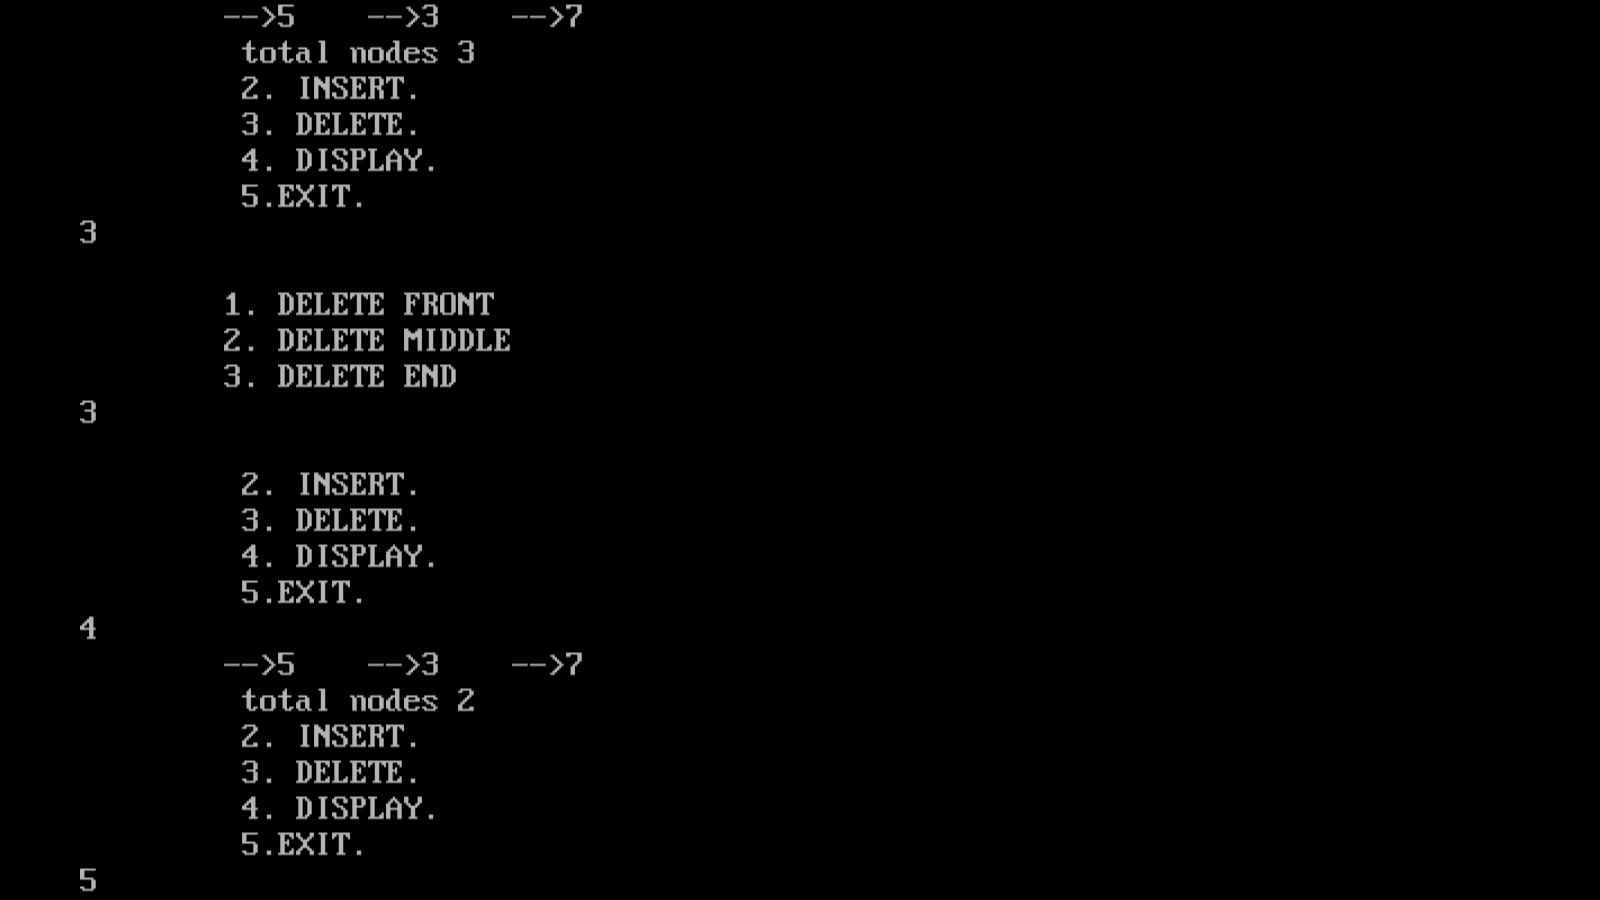 -->5    -->3    -->7
total nodes 3
2. INSERT.
3. DELETE.
4. DISPLAY.
5.EXIT.
3
1. DELETE FRONT
2. DELETE MIDDLE
3. DELETE END
3
2. INSERT.
3. DELETE.
4. DISPLAY.
5.EXIT.
4
-->5    -->3    -->7
total nodes 2
2. INSERT.
3. DELETE.
4. DISPLAY.
5.EXIT.
5